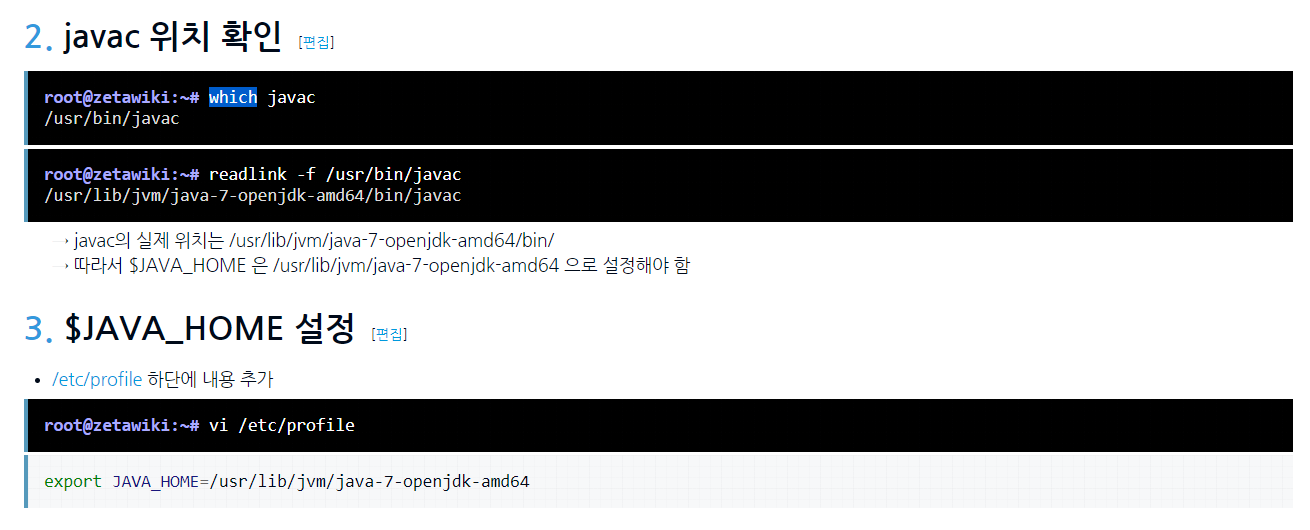 2. javac 위치 확인 [편집]
root@zetawiki:~# which javac
/usr/bin/javac
root@zetawiki:~# readlink -f /usr/bin/javac
/usr/lib/jvm/java-7-openjdk-amd64/bin/javac
→ javac의 실제 위치는 /usr/lib/jvm/java-7-openjdk-amd64/bin/
→ 따라서 $JAVA_HOME 은 /usr/lib/jvm/java-7-openjdk-amd64 으로 설정해야 함
3. $JAVA_HOME 설정 [편집]
• /etc/profile 하단에 내용 추가
root@zetawiki:~# vi /etc/profile
export JAVA_HOME=/usr/lib/jvm/java-7-openjdk-amd64